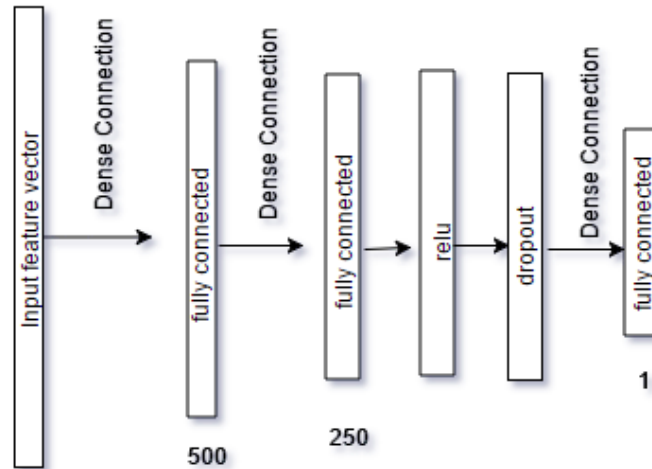 Input feature vector
Dense Connection
fully connected
500
Dense Connection
fully connected
250
relu
dropout
Dense Connection
fully connected
1